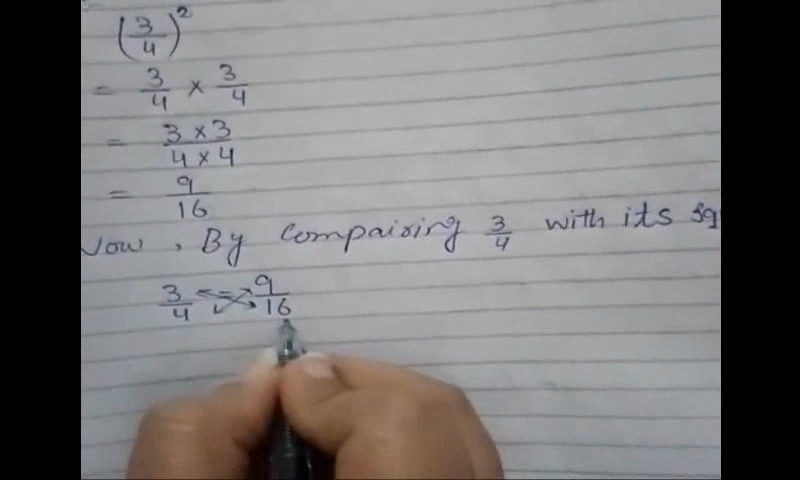 (3/4)²
= 3/4 × 3/4
= 3×3/4×4
= 9/16
Now, By compairing 3/4 with its sq
3/4 9/16